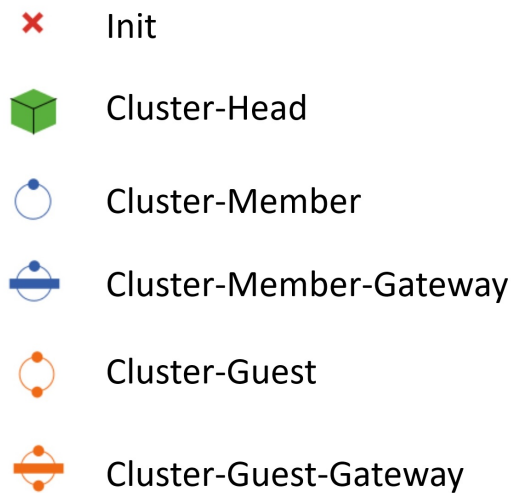 Init
Cluster-Head
Cluster-Member
Cluster-Member-Gateway
Cluster-Guest
Cluster-Guest-Gateway